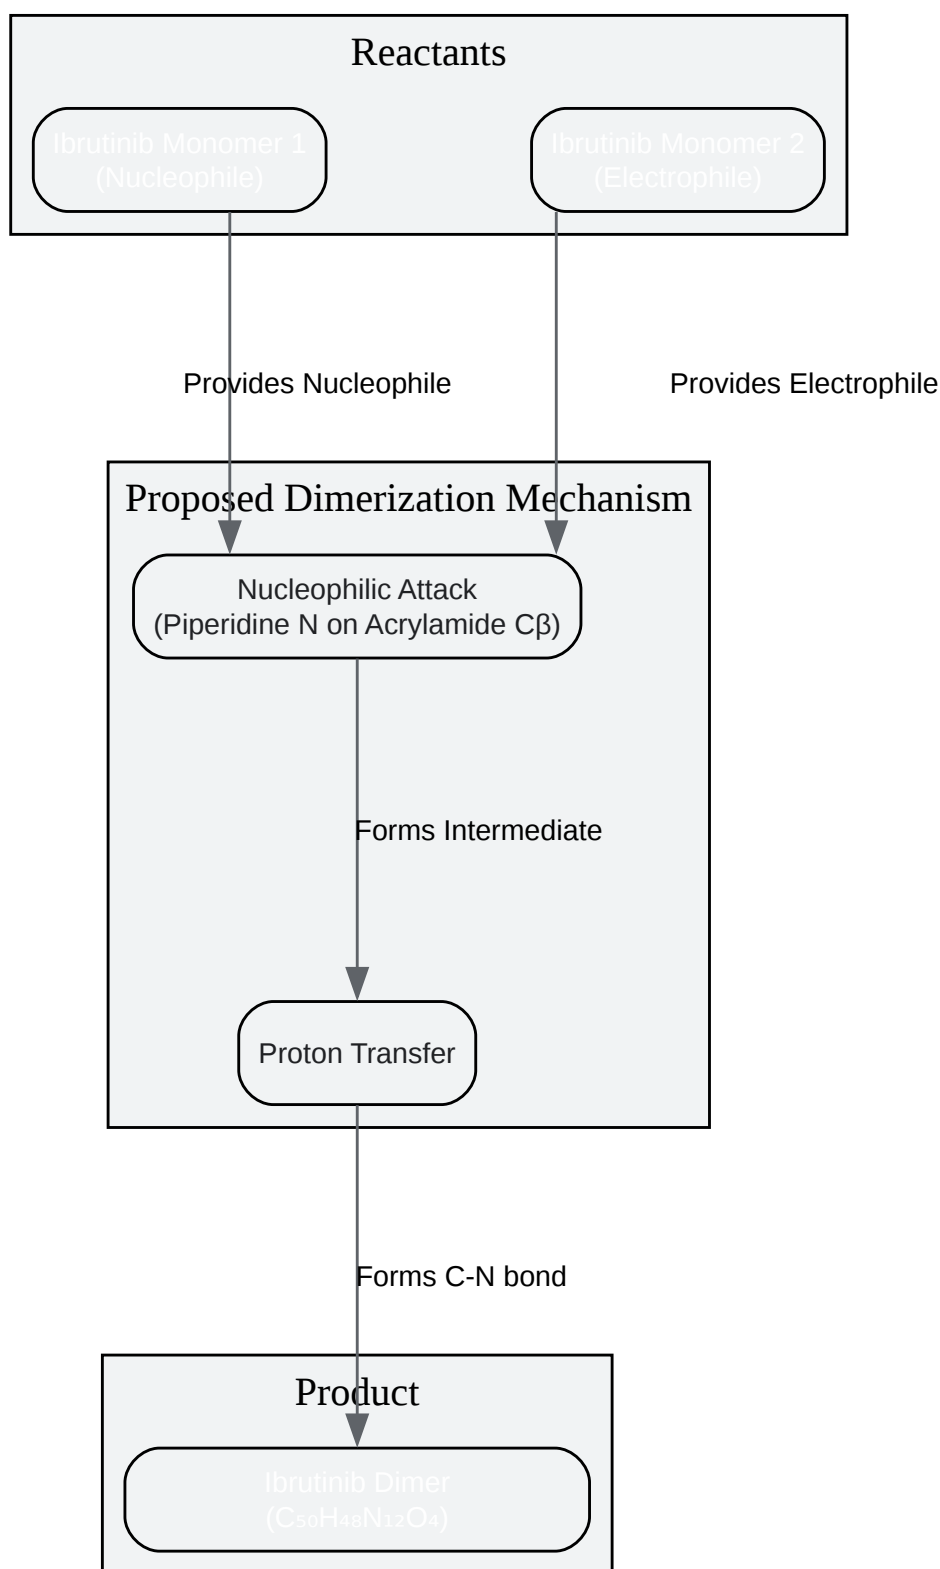 Reactants
Ibrutinib Monomer 1
(Nucleophile)
Ibrutinib Monomer 2
(Electrophile)
Provides Nucleophile
Provides Electrophile
Proposed Dimerization Mechanism
Nucleophilic Attack
(Piperidine N on Acrylamide Cβ)
Forms Intermediate
Proton Transfer
Forms C-N bond
Product
Ibrutinib Dimer
(C₅₀H₄₈N₁₂O₄)